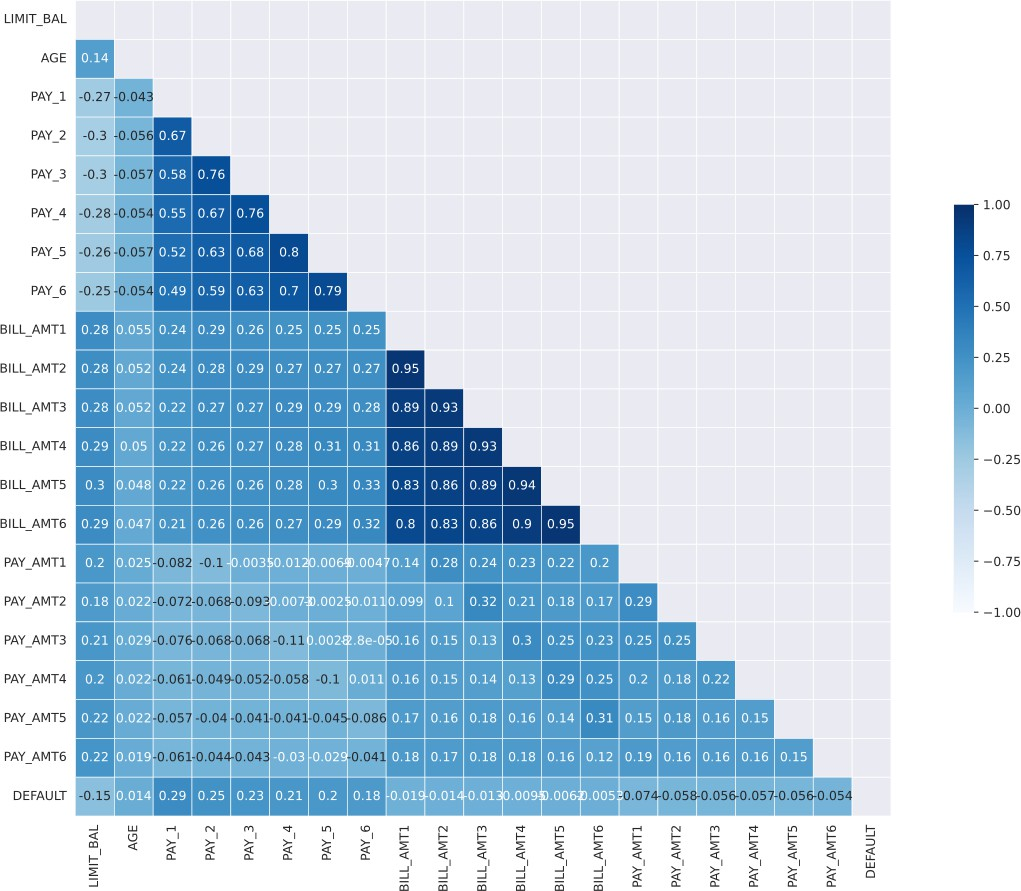 LIMIT_BAL
AGE 0.14
PAY_1 -0.27 -0.043
PAY_2 -0.3 -0.056 0.67
PAY_3 -0.3 -0.057 0.58 0.76
PAY_4 -0.28 -0.054 0.55 0.67 0.76
1.00
PAY_5 -0.26 -0.057 0.52 0.63 0.68 0.8
0.75
PAY_6 -0.25 -0.054 0.49 0.59 0.63 0.7 0.79
0.50
BILL_AMT1 0.28 0.055 0.24 0.29 0.26 0.25 0.25 0.25
0.25
BILL_AMT2 0.28 0.052 0.24 0.28 0.29 0.27 0.27 0.27 0.95
BILL_AMT3 0.28 0.052 0.22 0.27 0.27 0.29 0.29 0.28 0.89 0.93
0.00
BILL_AMT4 0.29 0.05 0.22 0.26 0.27 0.28 0.31 0.31 0.86 0.89 0.93
−0.25
BILL_AMT5 0.3 0.048 0.22 0.26 0.26 0.28 0.3 0.33 0.83 0.86 0.89 0.94
−0.50
BILL_AMT6 0.29 0.047 0.21 0.26 0.26 0.27 0.29 0.32 0.8 0.83 0.86 0.9 0.95
PAY_AMT1 0.2 0.025 -0.082 -0.1 -0.0035 -0.012 -0.0069 -0.0047 0.14 0.28 0.24 0.23 0.22 0.2
−0.75
PAY_AMT2 0.18 0.022 -0.072 -0.068 -0.093 -0.0025 -0.011 0.099 0.1 0.32 0.21 0.18 0.17 0.29
−1.00
PAY_AMT3 0.21 0.029 -0.076 -0.068 -0.068 -0.11 0.0028 0.16 0.15 0.13 0.3 0.25 0.23 0.25 0.25
PAY_AMT4 0.2 0.022 -0.061 -0.049 -0.052 -0.058 -0.1 0.011 0.16 0.15 0.14 0.13 0.29 0.25 0.2 0.18 0.22
PAY_AMT5 0.22 0.022 -0.057 -0.04 -0.041 -0.041 -0.045 -0.086 0.17 0.16 0.18 0.16 0.14 0.31 0.15 0.18 0.16 0.15
PAY_AMT6 0.22 0.019 -0.061 -0.044 -0.043 -0.03 -0.029 -0.041 0.18 0.17 0.18 0.18 0.16 0.12 0.19 0.16 0.16 0.16 0.15
DEFAULT -0.15 0.014 0.29 0.25 0.23 0.21 0.2 0.18 -0.019 -0.014 -0.013 -0.0095 -0.0062 -0.0053 -0.074 -0.058 -0.056 -0.057 -0.056 -0.054
LIMIT_BAL AGE PAY_1 PAY_2 PAY_3 PAY_4 PAY_5 PAY_6 BILL_AMT1 BILL_AMT2 BILL_AMT3 BILL_AMT4 BILL_AMT5 BILL_AMT6 PAY_AMT1 PAY_AMT2 PAY_AMT3 PAY_AMT4 PAY_AMT5 PAY_AMT6 DEFAULT